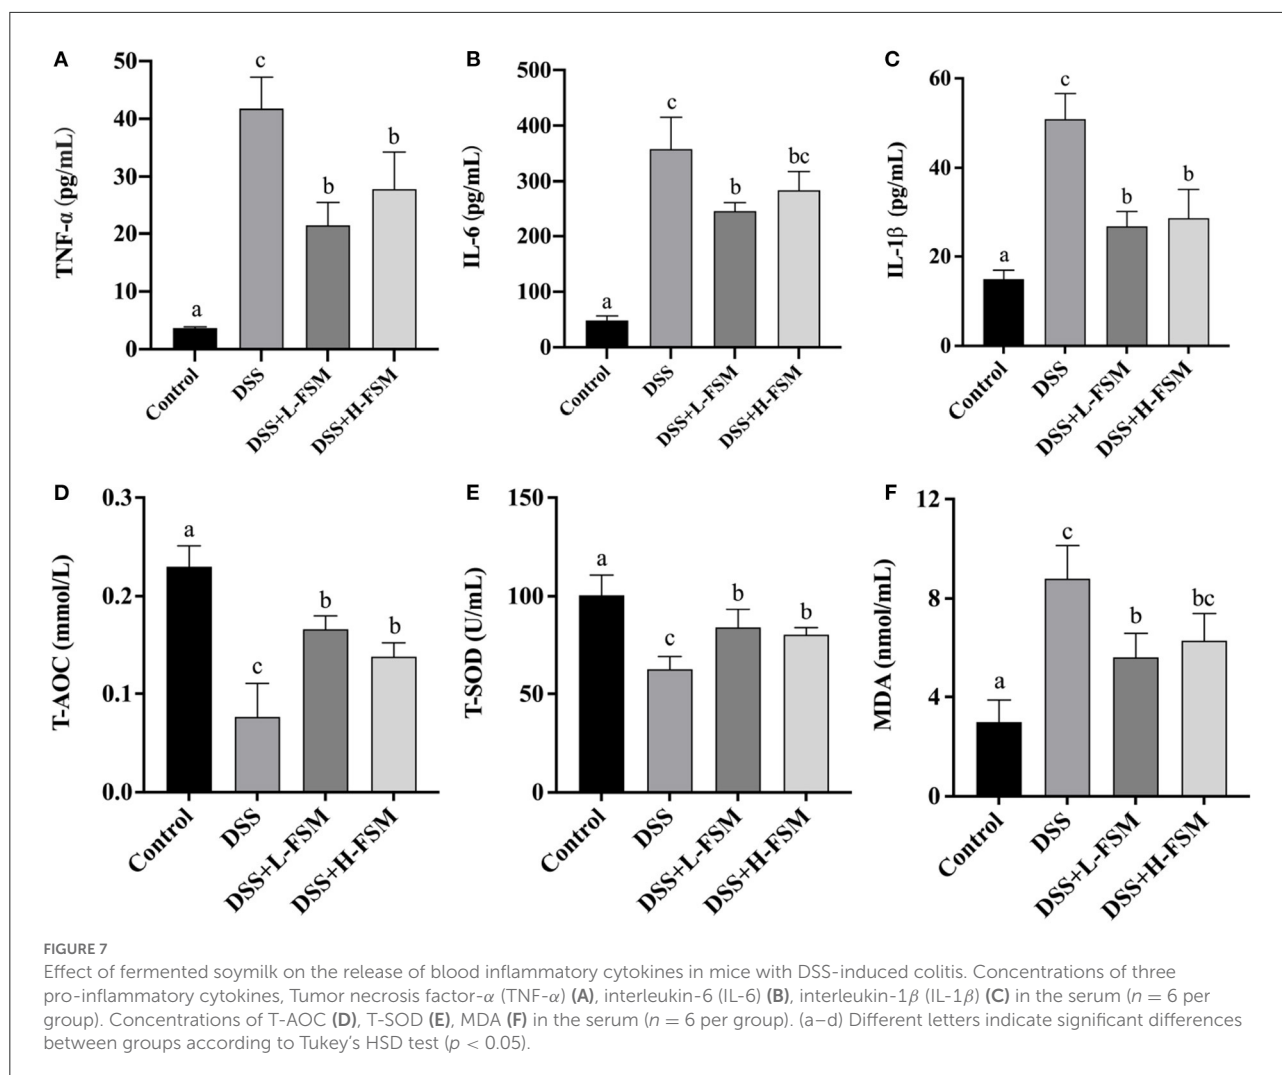 A
TNF-α (pg/mL)
50
40
30
20
10
0
a
c
b
b
Control
DSS
DSS+L-FSM
DSS+H-FSM
B
IL-6 (pg/mL)
500
400
300
200
100
0
a
c
b
bc
Control
DSS
DSS+L-FSM
DSS+H-FSM
C
IL-1β (pg/mL)
60
40
20
0
a
c
b
b
Control
DSS
DSS+L-FSM
DSS+H-FSM
D
T-AOC (mmol/L)
0.3
0.2
0.1
0.0
a
c
b
b
Control
DSS
DSS+L-FSM
DSS+H-FSM
E
T-SOD (U/mL)
150
100
50
0
a
c
b
b
Control
DSS
DSS+L-FSM
DSS+H-FSM
F
MDA (nmol/mL)
12
8
4
0
a
c
b
bc
Control
DSS
DSS+L-FSM
DSS+H-FSM
FIGURE 7
Effect of fermented soymilk on the release of blood inflammatory cytokines in mice with DSS-induced colitis. Concentrations of three
pro-inflammatory cytokines, Tumor necrosis factor-α (TNF-α) (A), interleukin-6 (IL-6) (B), interleukin-1β (IL-1β) (C) in the serum (n = 6 per
group). Concentrations of T-AOC (D), T-SOD (E), MDA (F) in the serum (n = 6 per group). (a–d) Different letters indicate significant differences
between groups according to Tukey's HSD test (p < 0.05).